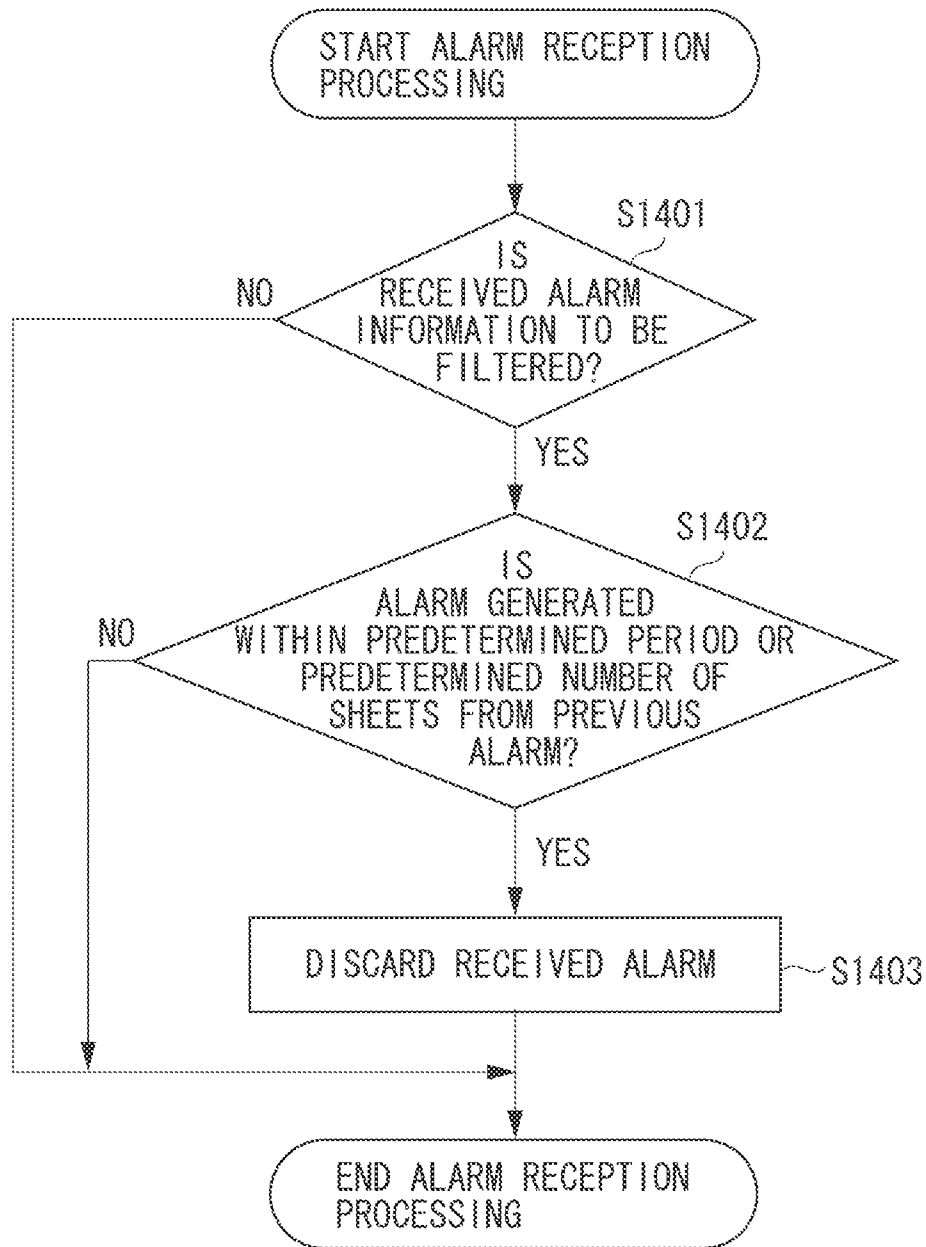 START ALARM RECEPTION
PROCESSING
S1401
IS
RECEIVED ALARM
INFORMATION TO BE
FILTERED?
NO
YES
S1402
IS
ALARM GENERATED
WITHIN PREDETERMINED PERIOD OR
PREDETERMINED NUMBER OF
SHEETS FROM PREVIOUS
ALARM?
NO
YES
DISCARD RECEIVED ALARM
S1403
END ALARM RECEPTION
PROCESSING